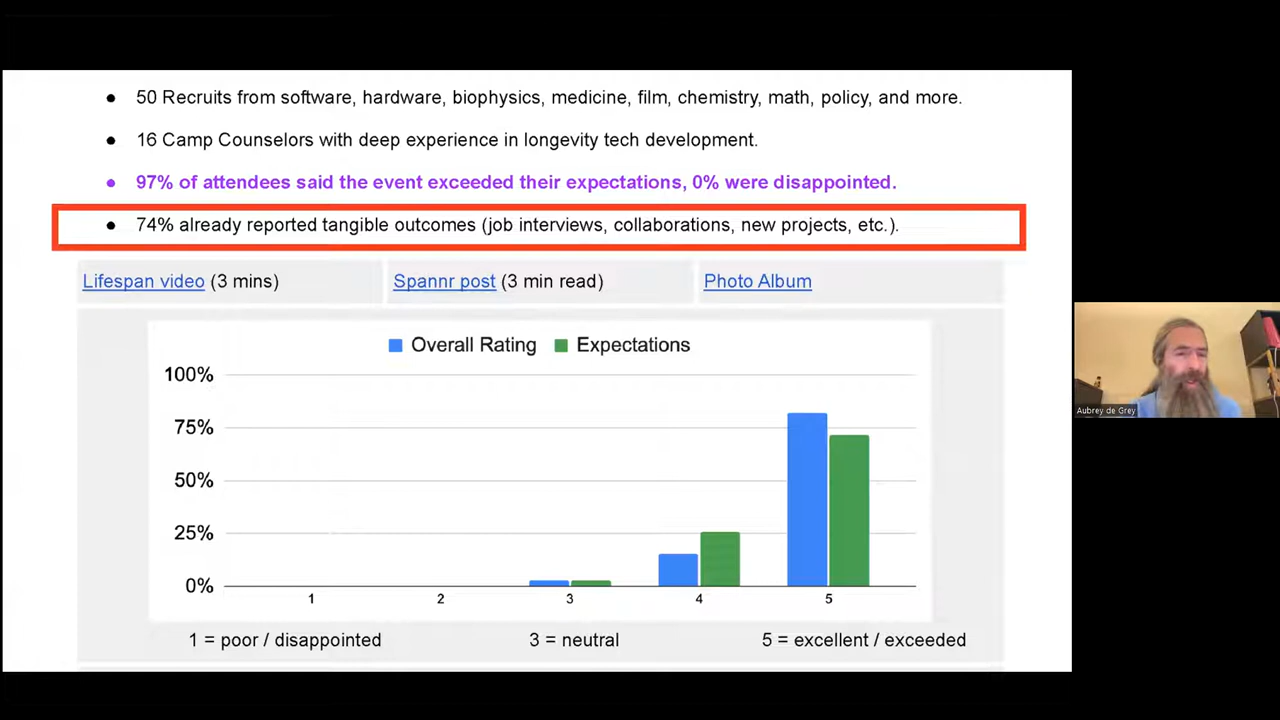 ● 50 Recruits from software, hardware, biophysics, medicine, film, chemistry, math, policy, and more.
● 16 Camp Counselors with deep experience in longevity tech development.
● 97% of attendees said the event exceeded their expectations, 0% were disappointed.
● 74% already reported tangible outcomes (job interviews, collaborations, new projects, etc.).
Lifespan video (3 mins) Spannr post (3 min read) Photo Album
Overall Rating Expectations
100%
75%
50%
25%
0%
1 2 3 4 5
1 = poor / disappointed 3 = neutral 5 = excellent / exceeded
Aubrey de Grey